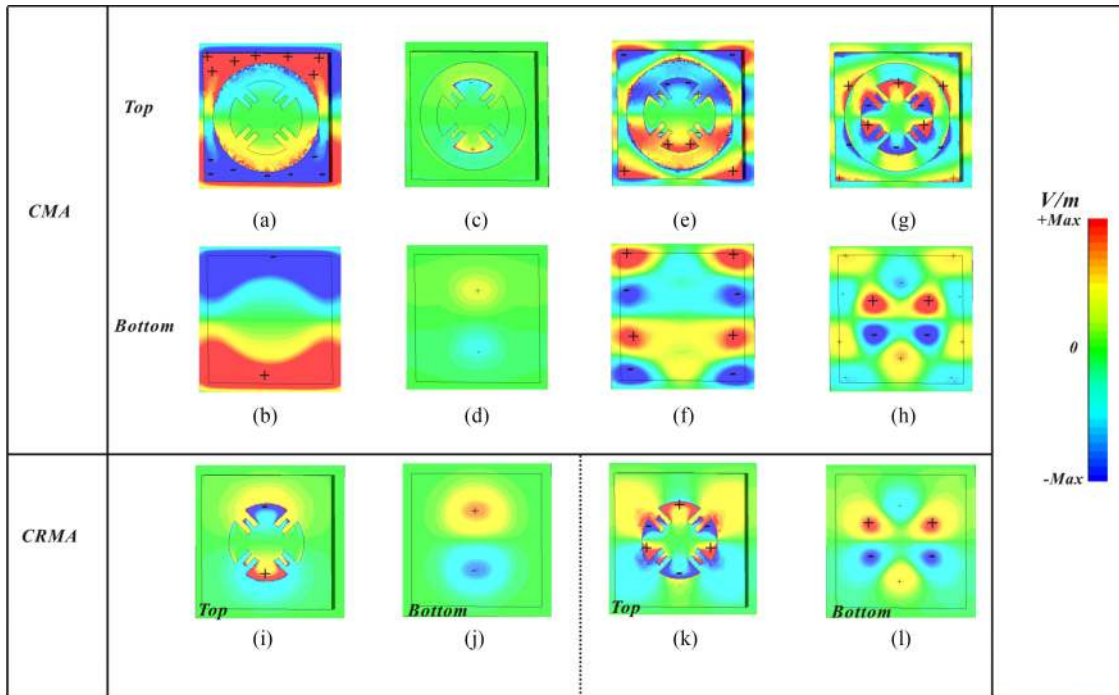 Top
(a) (c) (e) (g)
CMA
V/m
+Max
Bottom
0
(b) (d) (f) (h)
-Max
CRMA
Top Bottom Top Bottom
(i) (j) (k) (l)